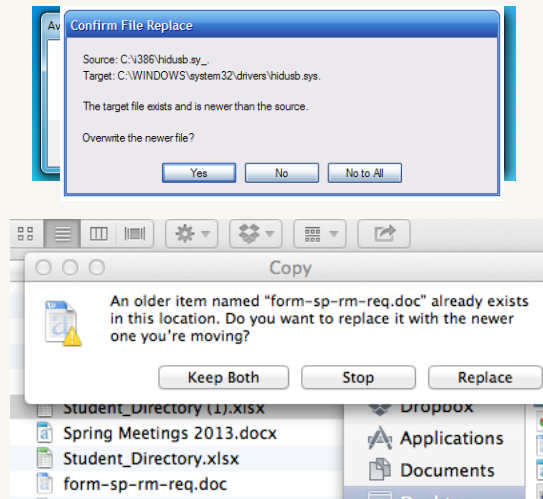 Av
Confirm File Replace
Source: C:\i386\hidusb.sy_.
Target: C:\WINDOWS\system32\drivers\hidusb.sys.
The target file exists and is newer than the source.
Overwrite the newer file?
Yes No No to All
Copy
An older item named “form-sp-rm-req.doc” already exists
in this location. Do you want to replace it with the newer
one you’re moving?
Keep Both Stop Replace
Student_Directory (1).xlsx Dropbox
Spring Meetings 2013.docx Applications
Student_Directory.xlsx Documents
form-sp-rm-req.doc